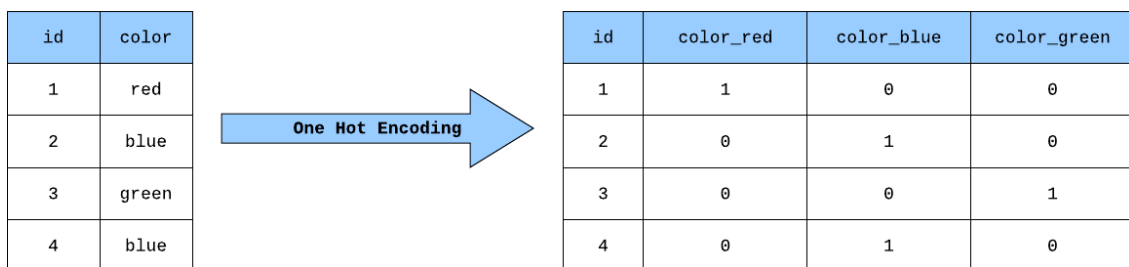 id color
1 red
2 blue
3 green
4 blue
One Hot Encoding
id color_red color_blue color_green
1 1 0 0
2 0 1 0
3 0 0 1
4 0 1 0